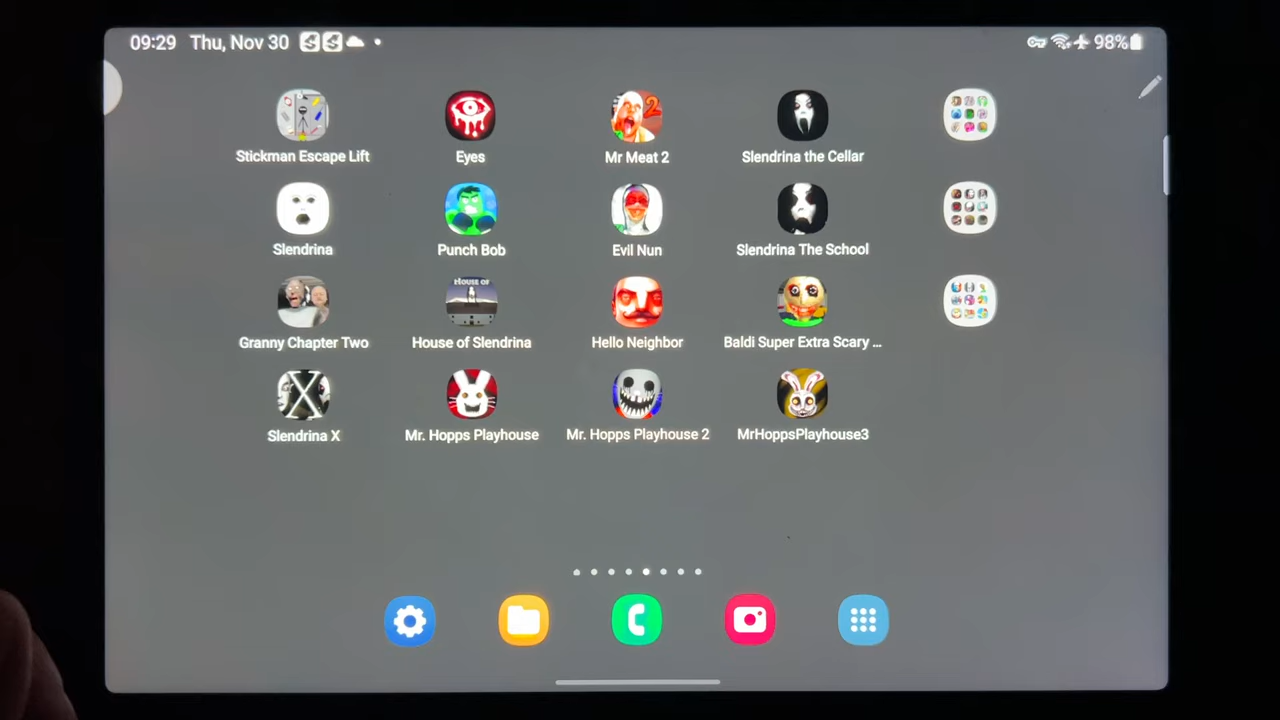 09:29 Thu, Nov 30 98%
Stickman Escape Lift Eyes Mr Meat 2 Slendrina the Cellar
Slendrina Punch Bob Evil Nun Slendrina The School
HOUSE OF
Granny Chapter Two House of Slendrina Hello Neighbor Baldi Super Extra Scary ...
Slendrina X Mr. Hopps Playhouse Mr. Hopps Playhouse 2 MrHoppsPlayhouse3